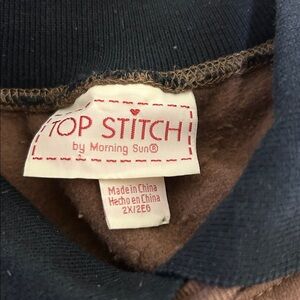 TOP STITCH
by Morning Sun®
Made in China
Hecho en China
2X/2EG